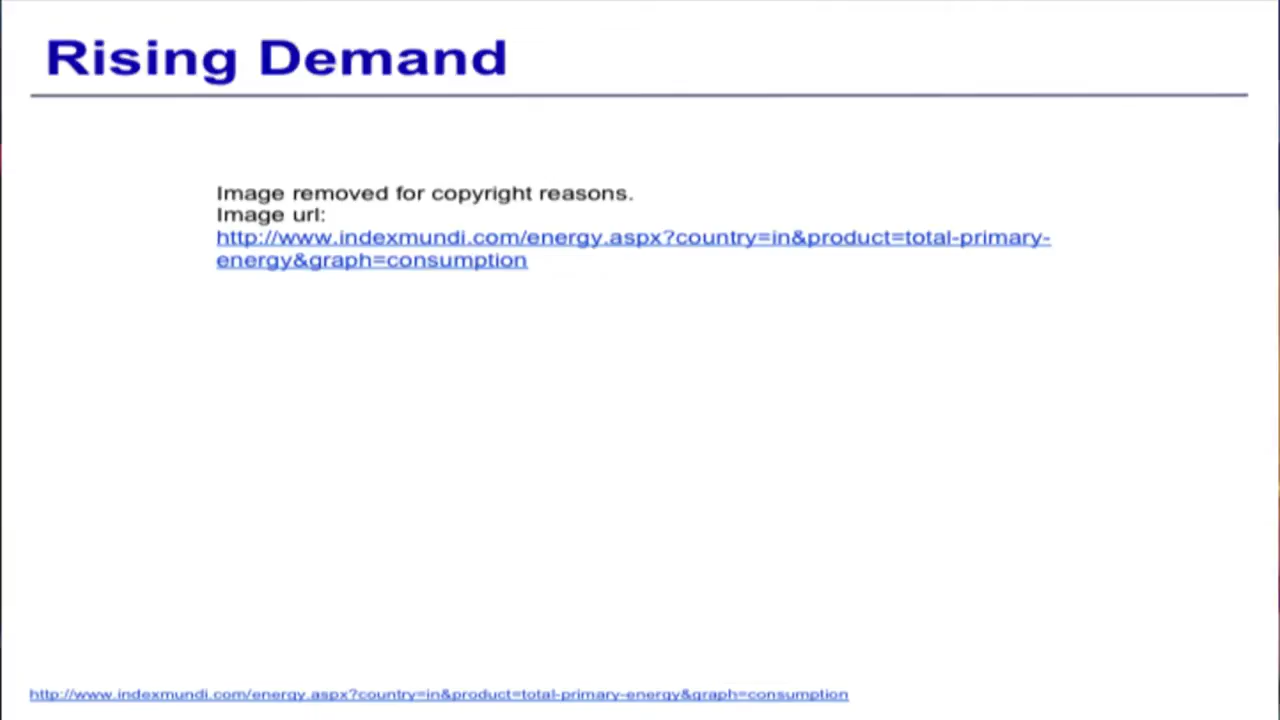 Rising Demand
Image removed for copyright reasons.
Image url:
http://www.indexmundi.com/energy.aspx?country=in&product=total-primary-
energy&graph=consumption
http://www.indexmundi.com/energy.aspx?country=in&product=total-primary-energy&graph=consumption